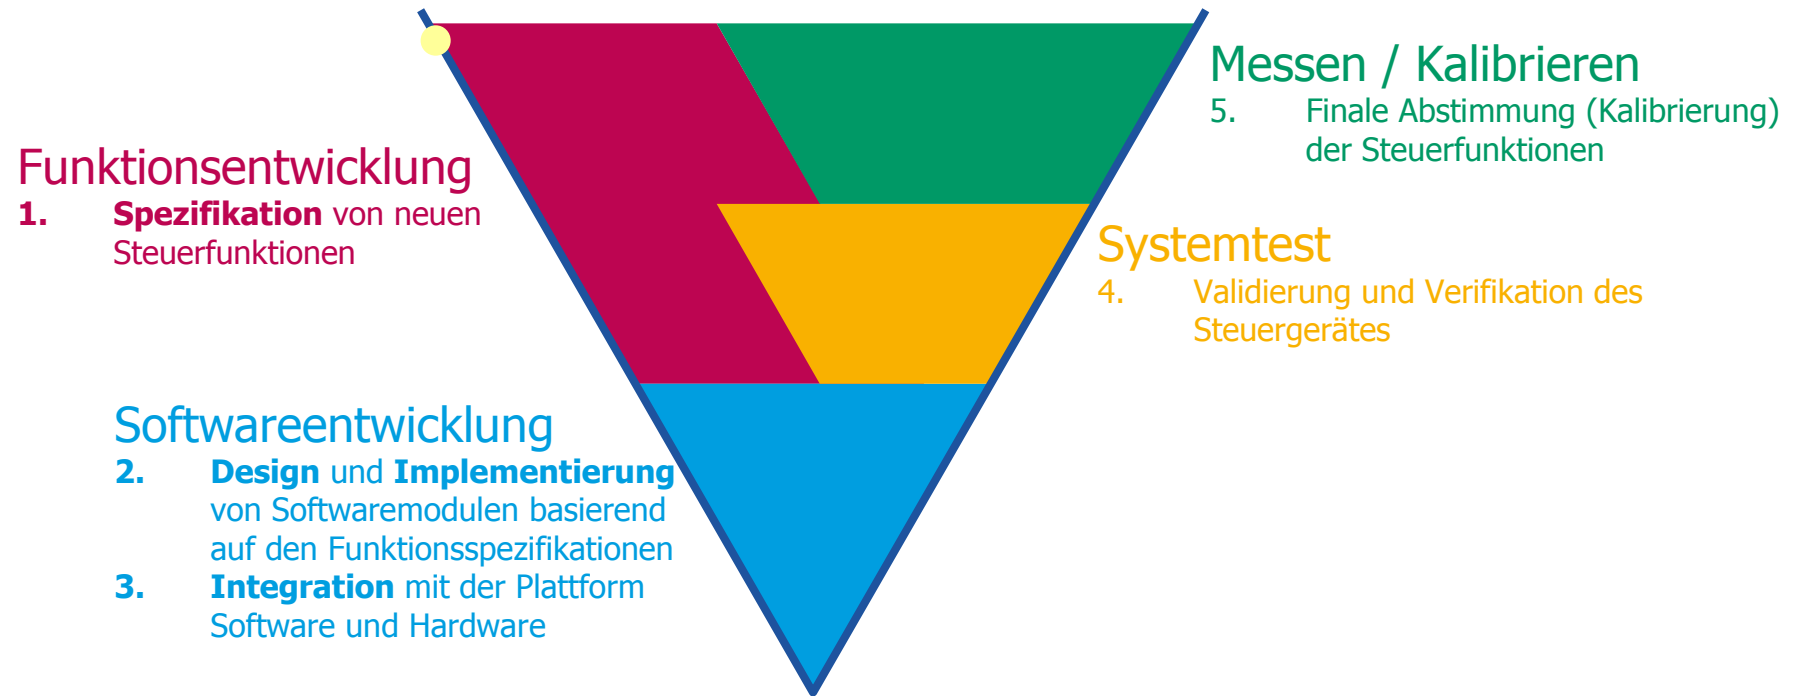 Funktionsentwicklung
1. Spezifikation von neuen
Steuerfunktionen
Softwareentwicklung
2. Design und Implementierung
von Softwaremodulen basierend
auf den Funktionsspezifikationen
3. Integration mit der Plattform
Software und Hardware
Systemtest
4. Validierung und Verifikation des
Steuergerätes
Messen / Kalibrieren
5. Finale Abstimmung (Kalibrierung)
der Steuerfunktionen